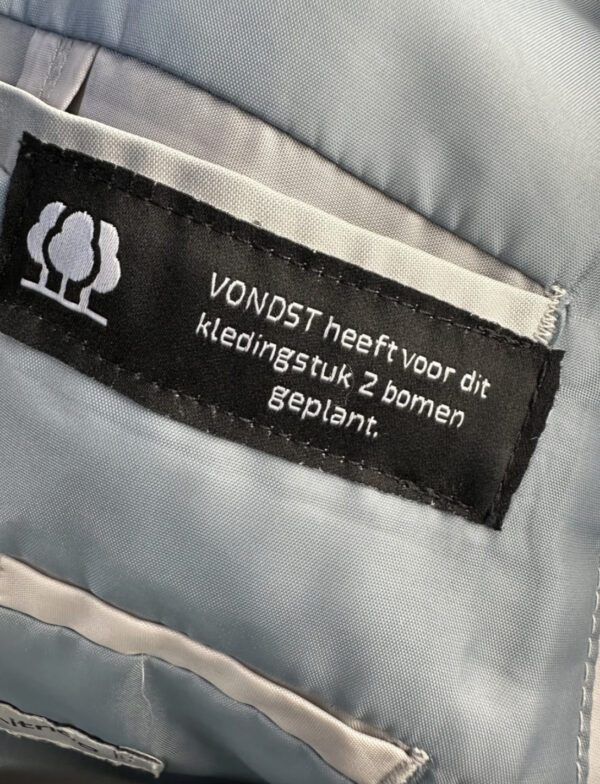 VONDST heeft voor dit
kledingstuk 2 bomen
geplant.